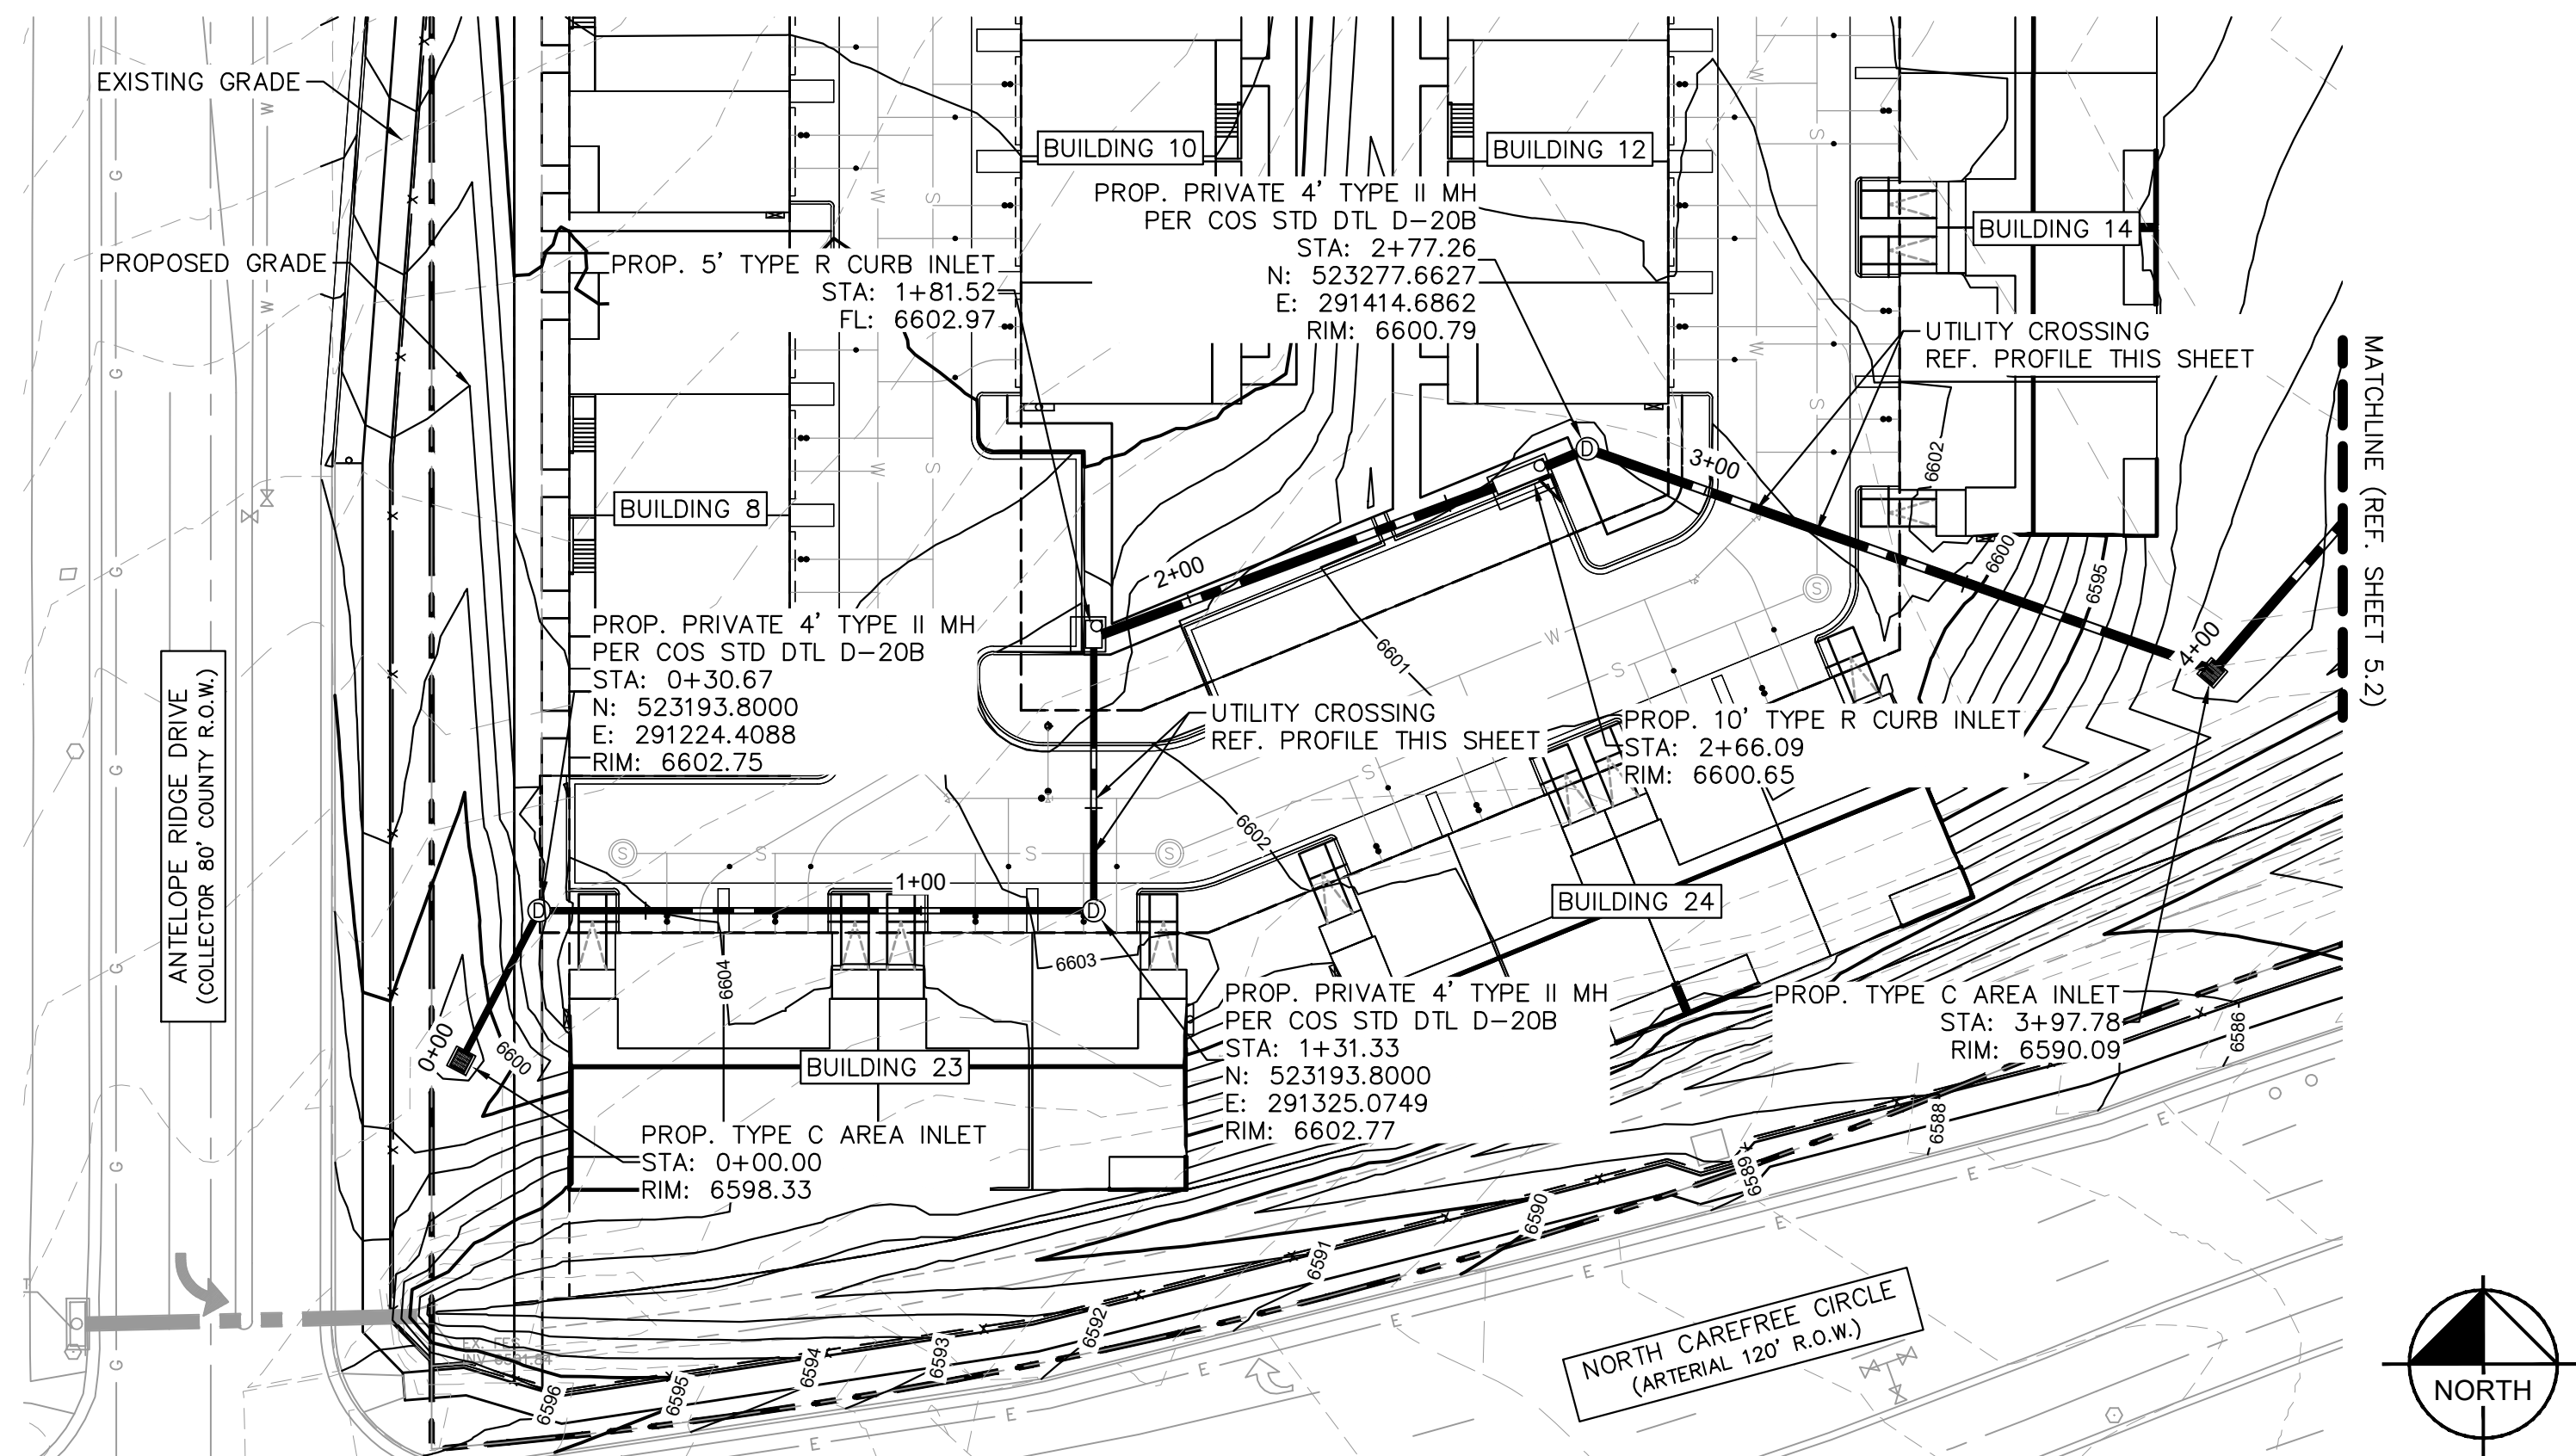 EXISTING GRADE
BUILDING 10
BUILDING 12
PROP. PRIVATE 4' TYPE II MH
PER COS STD DTL D-20B
STA: 2+77.26
N: 523277.6627
E: 291414.6862
RIM: 6600.79
BUILDING 14
PROPOSED GRADE
PROP. 5' TYPE R CURB INLET
STA: 1+81.52
FL: 6602.97
UTILITY CROSSING
REF. PROFILE THIS SHEET
MATCHLINE (REF. SHEET 5.2)
3+00
6602
BUILDING 8
2+00
6600
6595
PROP. PRIVATE 4' TYPE II MH
PER COS STD DTL D-20B
STA: 0+30.67
N: 523193.8000
E: 291224.4088
RIM: 6602.75
6601
4+00
ANTELOPE RIDGE DRIVE
(COLLECTOR 80' COUNTY R.O.W.)
UTILITY CROSSING
REF. PROFILE THIS SHEET
PROP. 10' TYPE R CURB INLET
STA: 2+66.09
RIM: 6600.65
6602
1+00
BUILDING 24
6604
6603
PROP. PRIVATE 4' TYPE II MH
PER COS STD DTL D-20B
STA: 1+31.33
N: 523193.8000
E: 291325.0749
RIM: 6602.77
PROP. TYPE C AREA INLET
STA: 3+97.78
RIM: 6590.09
6586
0+00
6600
BUILDING 23
PROP. TYPE C AREA INLET
STA: 0+00.00
RIM: 6598.33
6588
6589
6590
6591
6592
6593
6594
6595
6596
EX. FES
NORTH CAREFREE CIRCLE
(ARTERIAL 120' R.O.W.)
NORTH
G
G
G
G
G
G
G
W
W
W
W
W
W
W
W
S
S
S
S
S
S
S
S
S
S
S
S
D
D
D
E
E
E
E
E
E
E
E